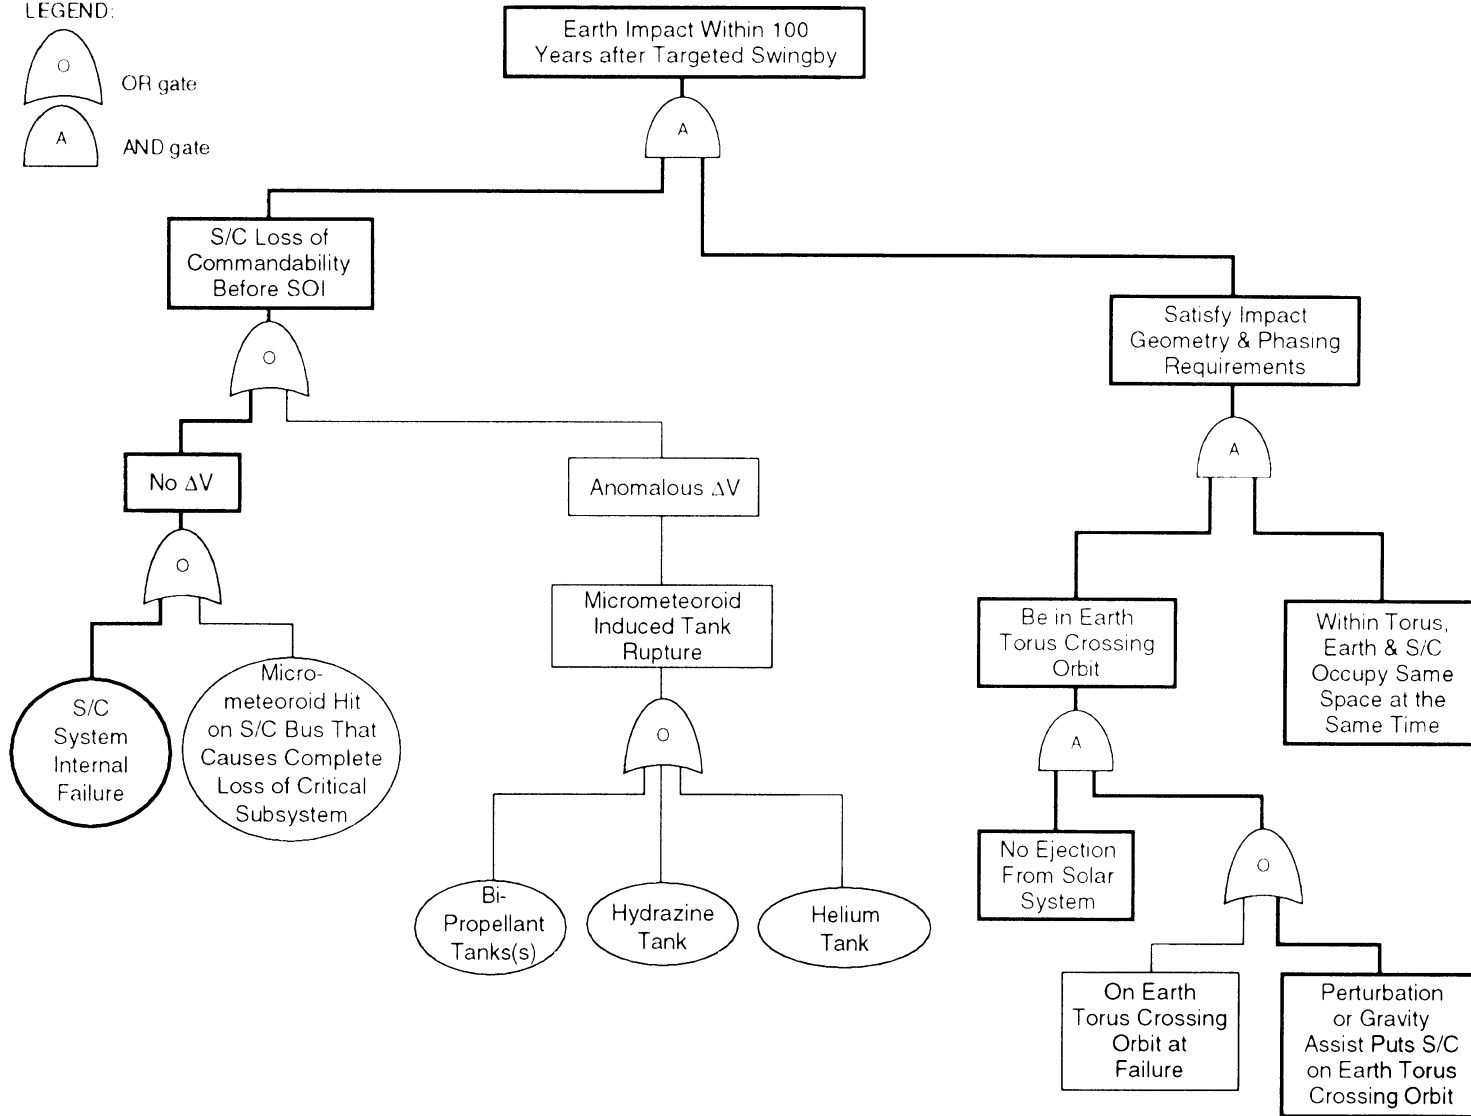 LEGEND:
O
OR gate
A
AND gate
Earth Impact Within 100
Years after Targeted Swingby
A
S/C Loss of
Commandability
Before SOI
O
Satisfy Impact
Geometry & Phasing
Requirements
A
No ΔV
O
Anomalous ΔV
Micrometeoroid
Induced Tank
Rupture
O
S/C
System
Internal
Failure
Micro-
meteoroid Hit
on S/C Bus That
Causes Complete
Loss of Critical
Subsystem
Bi-
Propellant
Tanks(s)
Hydrazine
Tank
Helium
Tank
Be in Earth
Torus Crossing
Orbit
A
Within Torus,
Earth & S/C
Occupy Same
Space at the
Same Time
No Ejection
From Solar
System
O
On Earth
Torus Crossing
Orbit at
Failure
Perturbation
or Gravity
Assist Puts S/C
on Earth Torus
Crossing Orbit